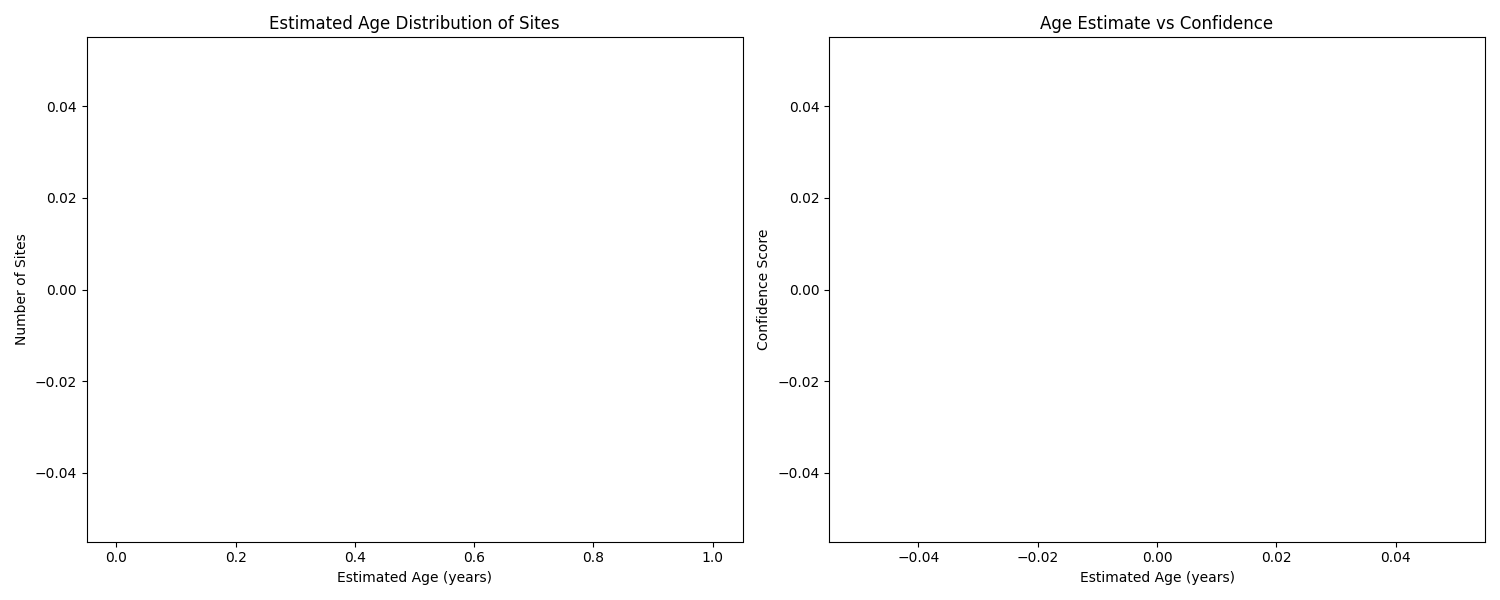 Estimated Age Distribution of Sites
0.04
0.02
0.00
−0.02
−0.04
Number of Sites
0.0 0.2 0.4 0.6 0.8 1.0
Estimated Age (years)
Age Estimate vs Confidence
0.04
0.02
0.00
−0.02
−0.04
Confidence Score
−0.04 −0.02 0.00 0.02 0.04
Estimated Age (years)